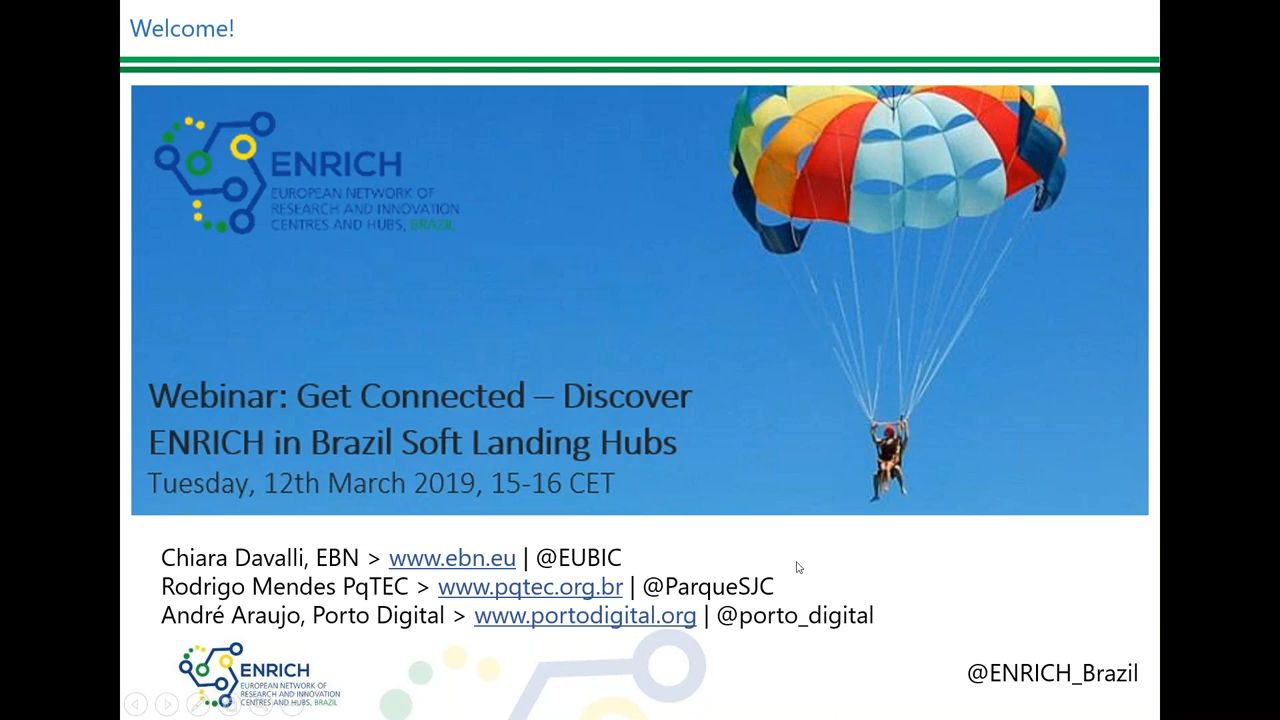 Welcome!
ENRICH
EUROPEAN NETWORK OF
RESEARCH AND INNOVATION
CENTRES AND HUBS, BRAZIL
Webinar: Get Connected – Discover
ENRICH in Brazil Soft Landing Hubs
Tuesday, 12th March 2019, 15-16 CET
Chiara Davalli, EBN > www.ebn.eu | @EUBIC
Rodrigo Mendes PqTEC > www.pqtec.org.br | @ParqueSJC
André Araujo, Porto Digital > www.portodigital.org | @porto_digital
ENRICH
EUROPEAN NETWORK OF
RESEARCH AND INNOVATION
CENTRES AND HUBS, BRAZIL
@ENRICH_Brazil